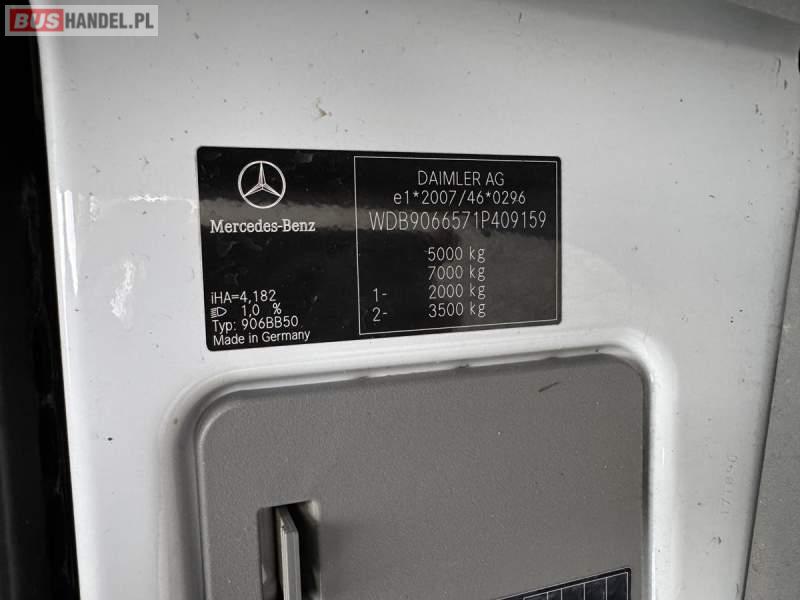 BUSHANDEL.PL
Mercedes-Benz
DAIMLER AG
e1*2007/46*0296
WDB9066571P409159
5000 kg
7000 kg
1- 2000 kg
2- 3500 kg
iHA=4,182
1,0 %
Typ: 906BB50
Made in Germany